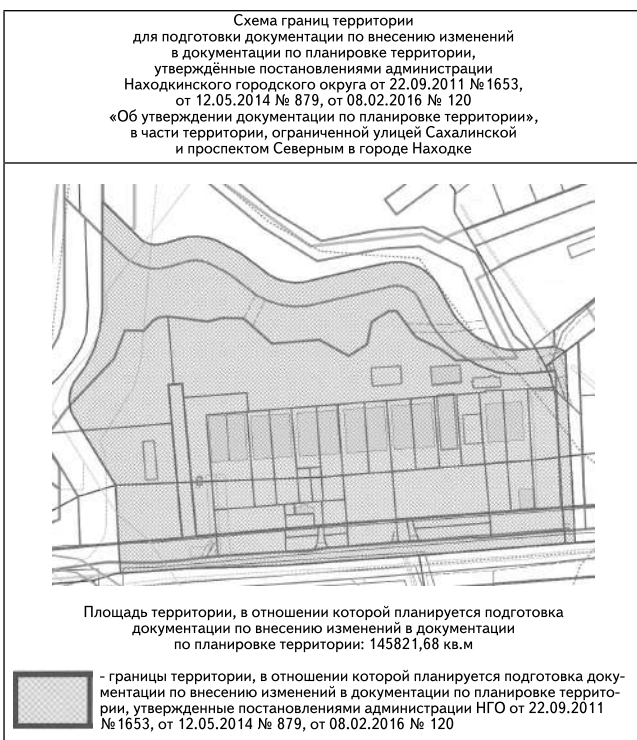 Схема границ территории
для подготовки документации по внесению изменений
в документации по планировке территории,
утверждённые постановлениями администрации
Находкинского городского округа от 22.09.2011 №1653,
от 12.05.2014 № 879, от 08.02.2016 № 120
«Об утверждении документации по планировке территории»,
в части территории, ограниченной улицей Сахалинской
и проспектом Северным в городе Находке
Площадь территории, в отношении которой планируется подготовка
документации по внесению изменений в документации
по планировке территории: 145821,68 кв.м
- границы территории, в отношении которой планируется подготовка доку-
ментации по внесению изменений в документации по планировке террито-
рии, утвержденные постановлениями администрации НГО от 22.09.2011
№1653, от 12.05.2014 № 879, от 08.02.2016 № 120